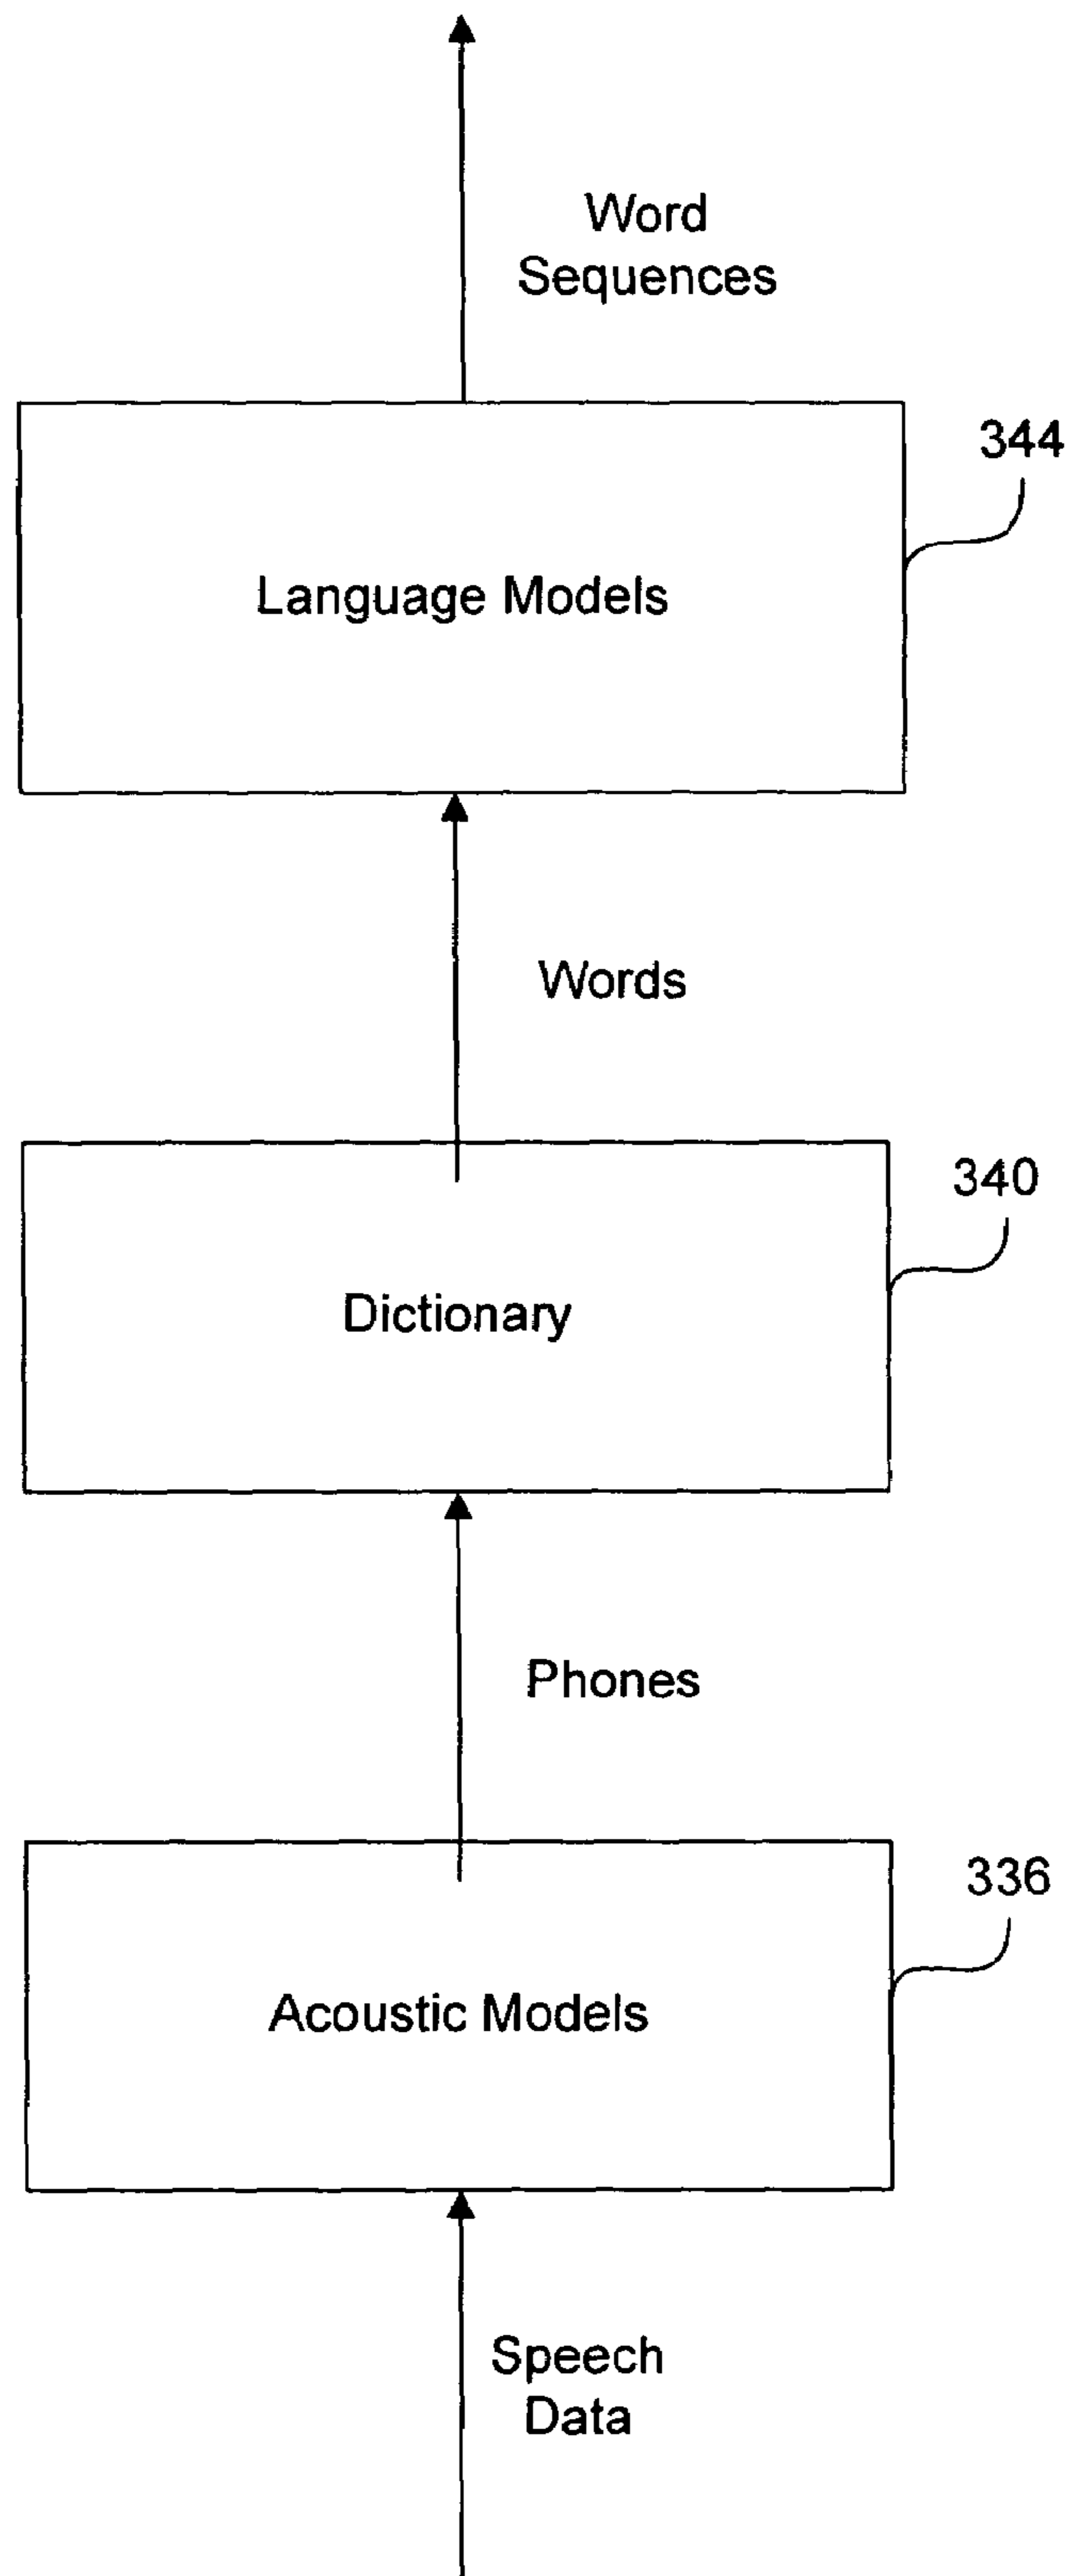 Word
Sequences
344
Language Models
Words
340
Dictionary
Phones
336
Acoustic Models
Speech
Data